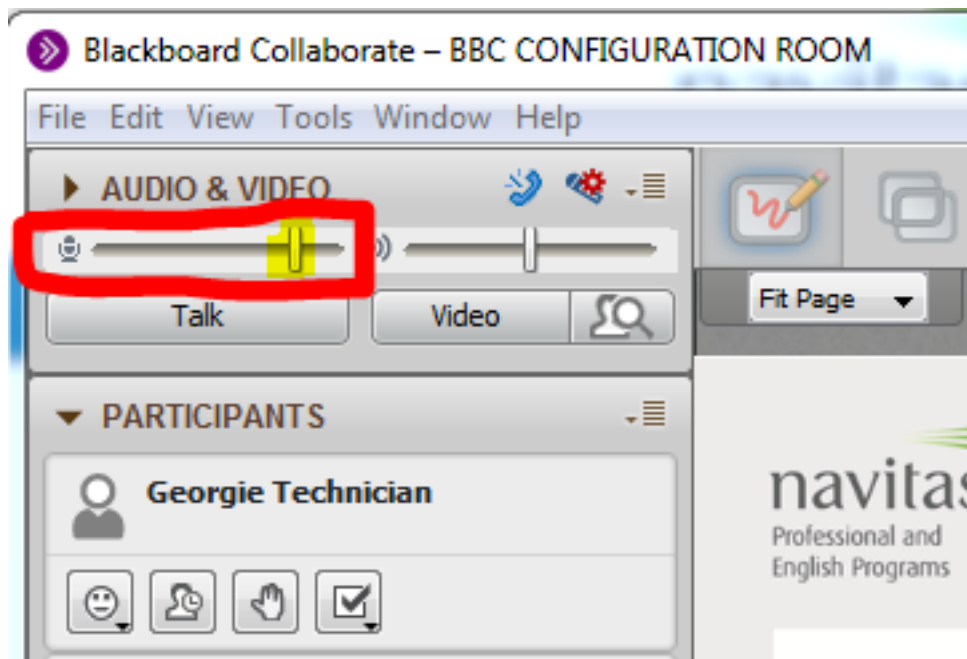 Blackboard Collaborate – BBC CONFIGURATION ROOM
File Edit View Tools Window Help
AUDIO & VIDEO
Talk
Video
Fit Page
PARTICIPANTS
Georgie Technician
navitas
Professional and
English Programs